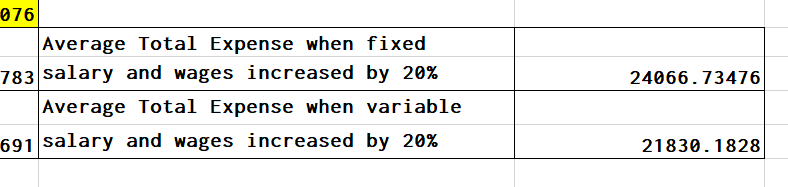 076
Average Total Expense when fixed
783 salary and wages increased by 20% 24066.73476
Average Total Expense when variable
691 salary and wages increased by 20% 21830.1828